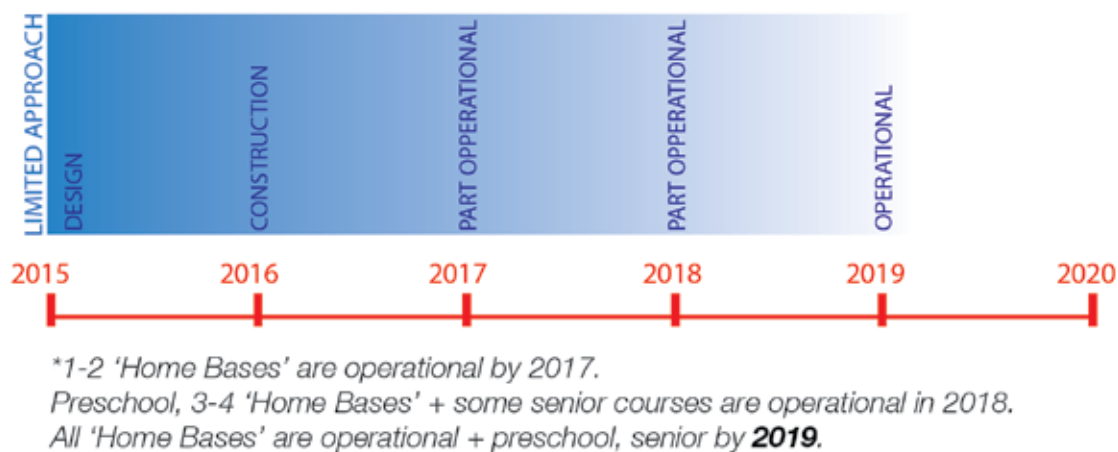 LIMITED APPROACH
DESIGN
CONSTRUCTION
PART OPPERATIONAL
PART OPPERATIONAL
OPERATIONAL
2015 2016 2017 2018 2019 2020
*1-2 ‘Home Bases’ are operational by 2017.
Preschool, 3-4 ‘Home Bases’ + some senior courses are operational in 2018.
All ‘Home Bases’ are operational + preschool, senior by 2019.